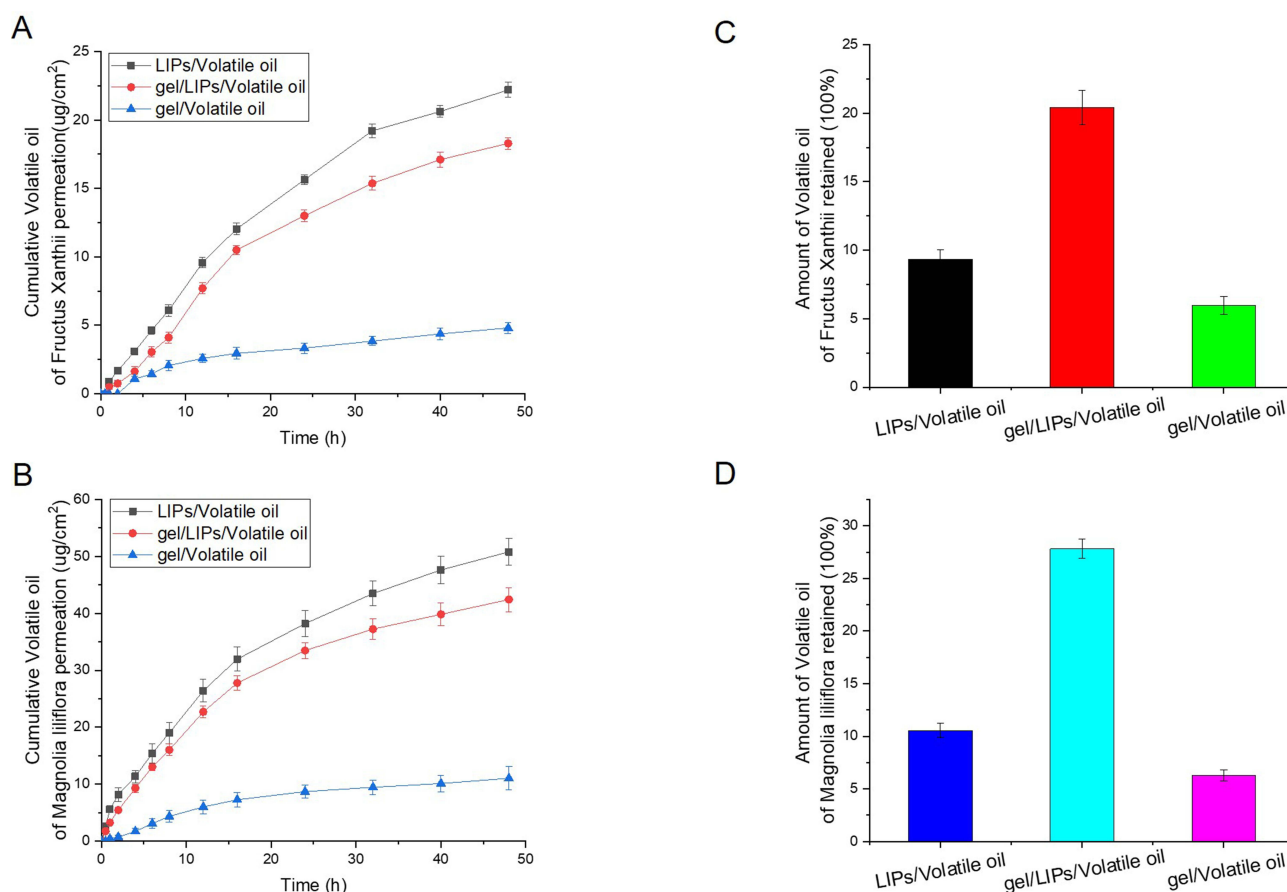 A
Cumulative Volatile oil
of Fructus Xanthii permeation(ug/cm²)
25
20
15
10
5
0
LIPs/Volatile oil
gel/LIPs/Volatile oil
gel/Volatile oil
0
10
20
30
40
50
Time (h)
C
Amount of Volatile oil
of Fructus Xanthii retained (100%)
25
20
15
10
5
0
LIPs/Volatile oil
gel/LIPs/Volatile oil
gel/Volatile oil
B
Cumulative Volatile oil
of Magnolia liliiflora permeation (ug/cm²)
60
50
40
30
20
10
0
LIPs/Volatile oil
gel/LIPs/Volatile oil
gel/Volatile oil
0
10
20
30
40
50
Time (h)
D
Amount of Volatile oil
of Magnolia liliiflora retained (100%)
30
25
20
15
10
5
0
LIPs/Volatile oil
gel/LIPs/Volatile oil
gel/Volatile oil